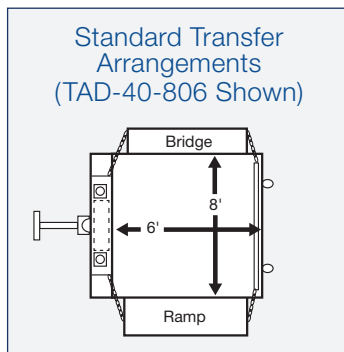 Standard Transfer
Arrangements
(TAD-40-806 Shown)
Bridge
8'
6'
Ramp